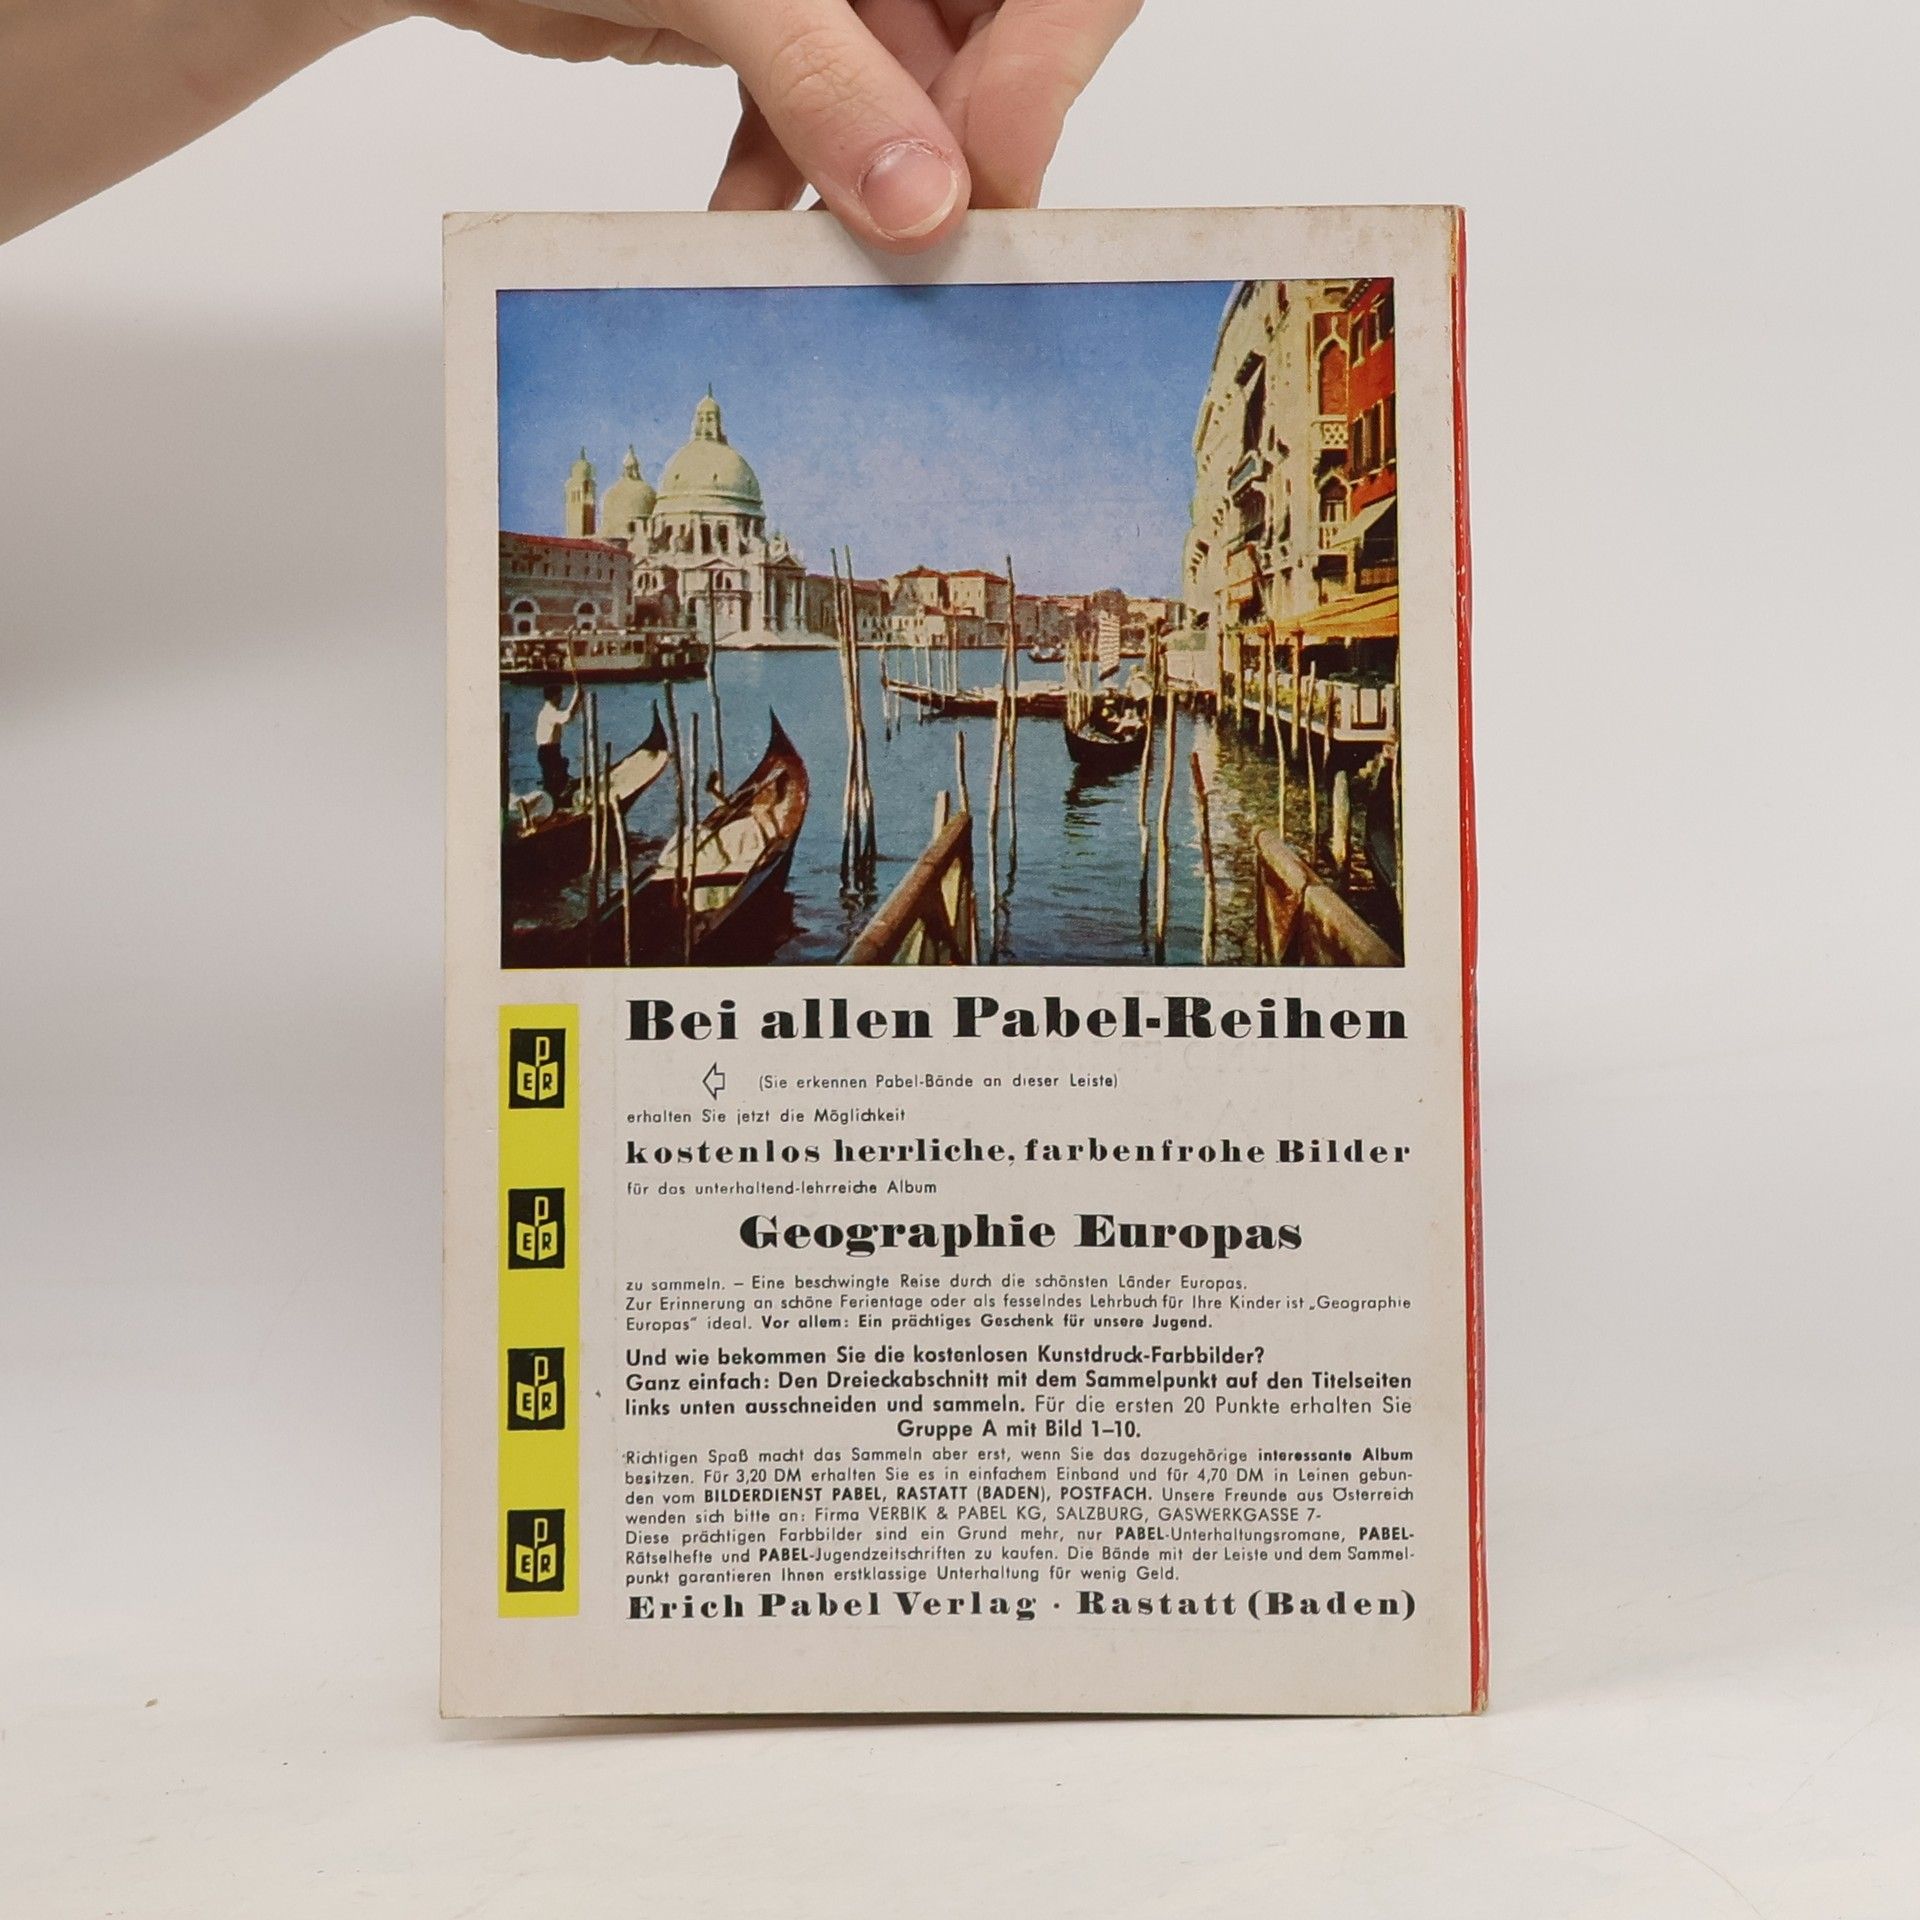 Bei allen Pabel-Reihen
(Sie erkennen Pabel-Bände an dieser Leiste)
erhalten Sie jetzt die Möglichkeit
kostenlos herrliche, farbenfrohe Bilder
für das unterhaltend-lehrreiche Album
Geographie Europas
zu sammeln. – Eine beschwingte Reise durch die schönsten Länder Europas.
Zur Erinnerung an schöne Ferientage oder als fesselndes Lehrbuch für Ihre Kinder ist „Geographie
Europas“ ideal. Vor allem: Ein prächtiges Geschenk für unsere Jugend.
Und wie bekommen Sie die kostenlosen Kunstdruck-Farbbilder?
Ganz einfach: Den Dreieckabschnitt mit dem Sammelpunkt auf den Titelseiten
links unten ausschneiden und sammeln. Für die ersten 20 Punkte erhalten Sie
Gruppe A mit Bild 1–10.
Richtigen Spaß macht das Sammeln aber erst, wenn Sie das dazugehörige interessante Album
besitzen. Für 3,20 DM erhalten Sie es in einfachem Einband und für 4,70 DM in Leinen gebun-
den vom BILDERDIENST PABEL, RASTATT (BADEN), POSTFACH. Unsere Freunde aus Österreich
wenden sich bitte an: Firma VERBIK & PABEL KG, SALZBURG, GASWERKGASSE 7-
Diese prächtigen Farbbilder sind ein Grund mehr, nur PABEL-Unterhaltungsromane, PABEL-
Rätselhefte und PABEL-Jugendzeitschriften zu kaufen. Die Bände mit der Leiste und dem Sammel-
punkt garantieren Ihnen erstklassige Unterhaltung für wenig Geld.
Erich Pabel Verlag · Rastatt (Baden)
P
E R
P
E R
P
E R
P
E R